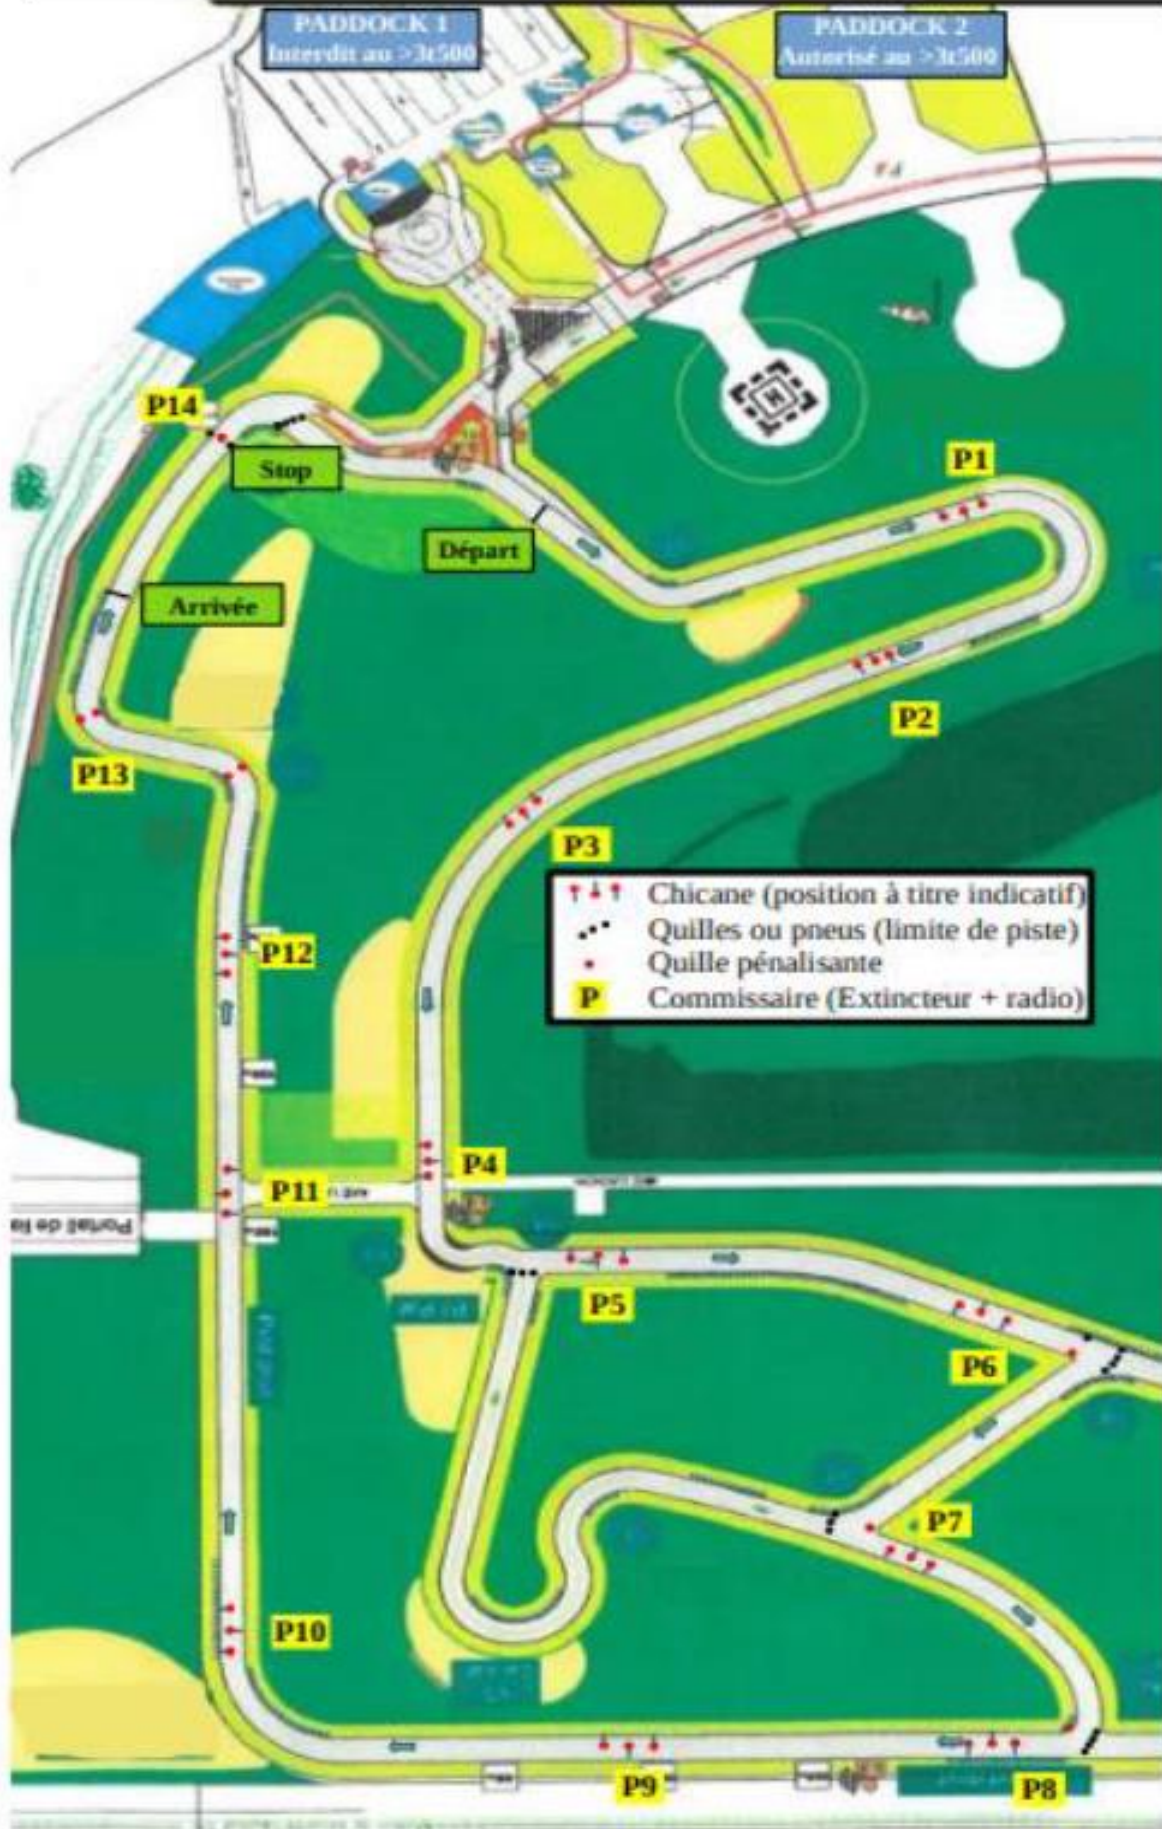 PADDOCK 1
Interdit au >3t500
PADDOCK 2
Autorisé au >3t500
P14
Stop
P1
Départ
Arrivée
P2
P13
P3
Chicane (position à titre indicatif)
Quilles ou pneus (limite de piste)
Quille pénalisante
P Commissaire (Extincteur + radio)
P12
P4
P11
Portail de
P5
P6
P7
P10
P9
P8
H